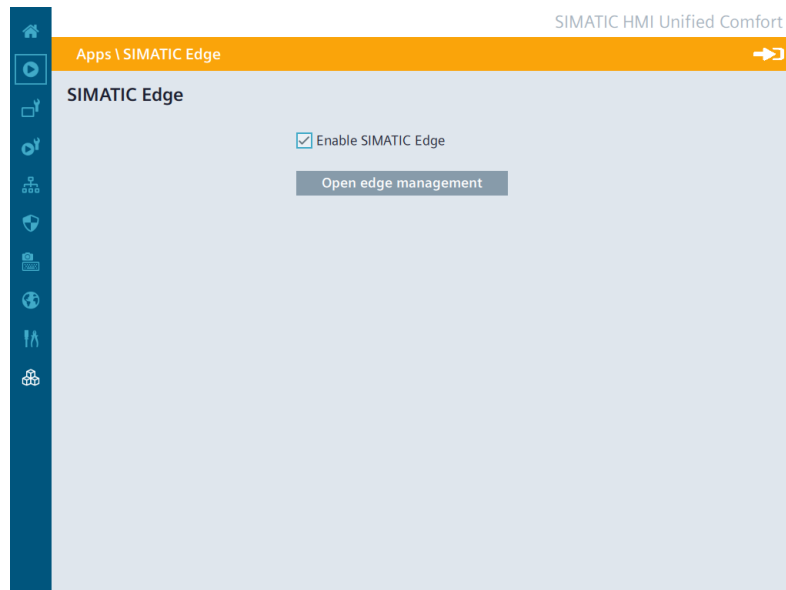 SIMATIC HMI Unified Comfort
Apps \ SIMATIC Edge
SIMATIC Edge
Enable SIMATIC Edge
Open edge management